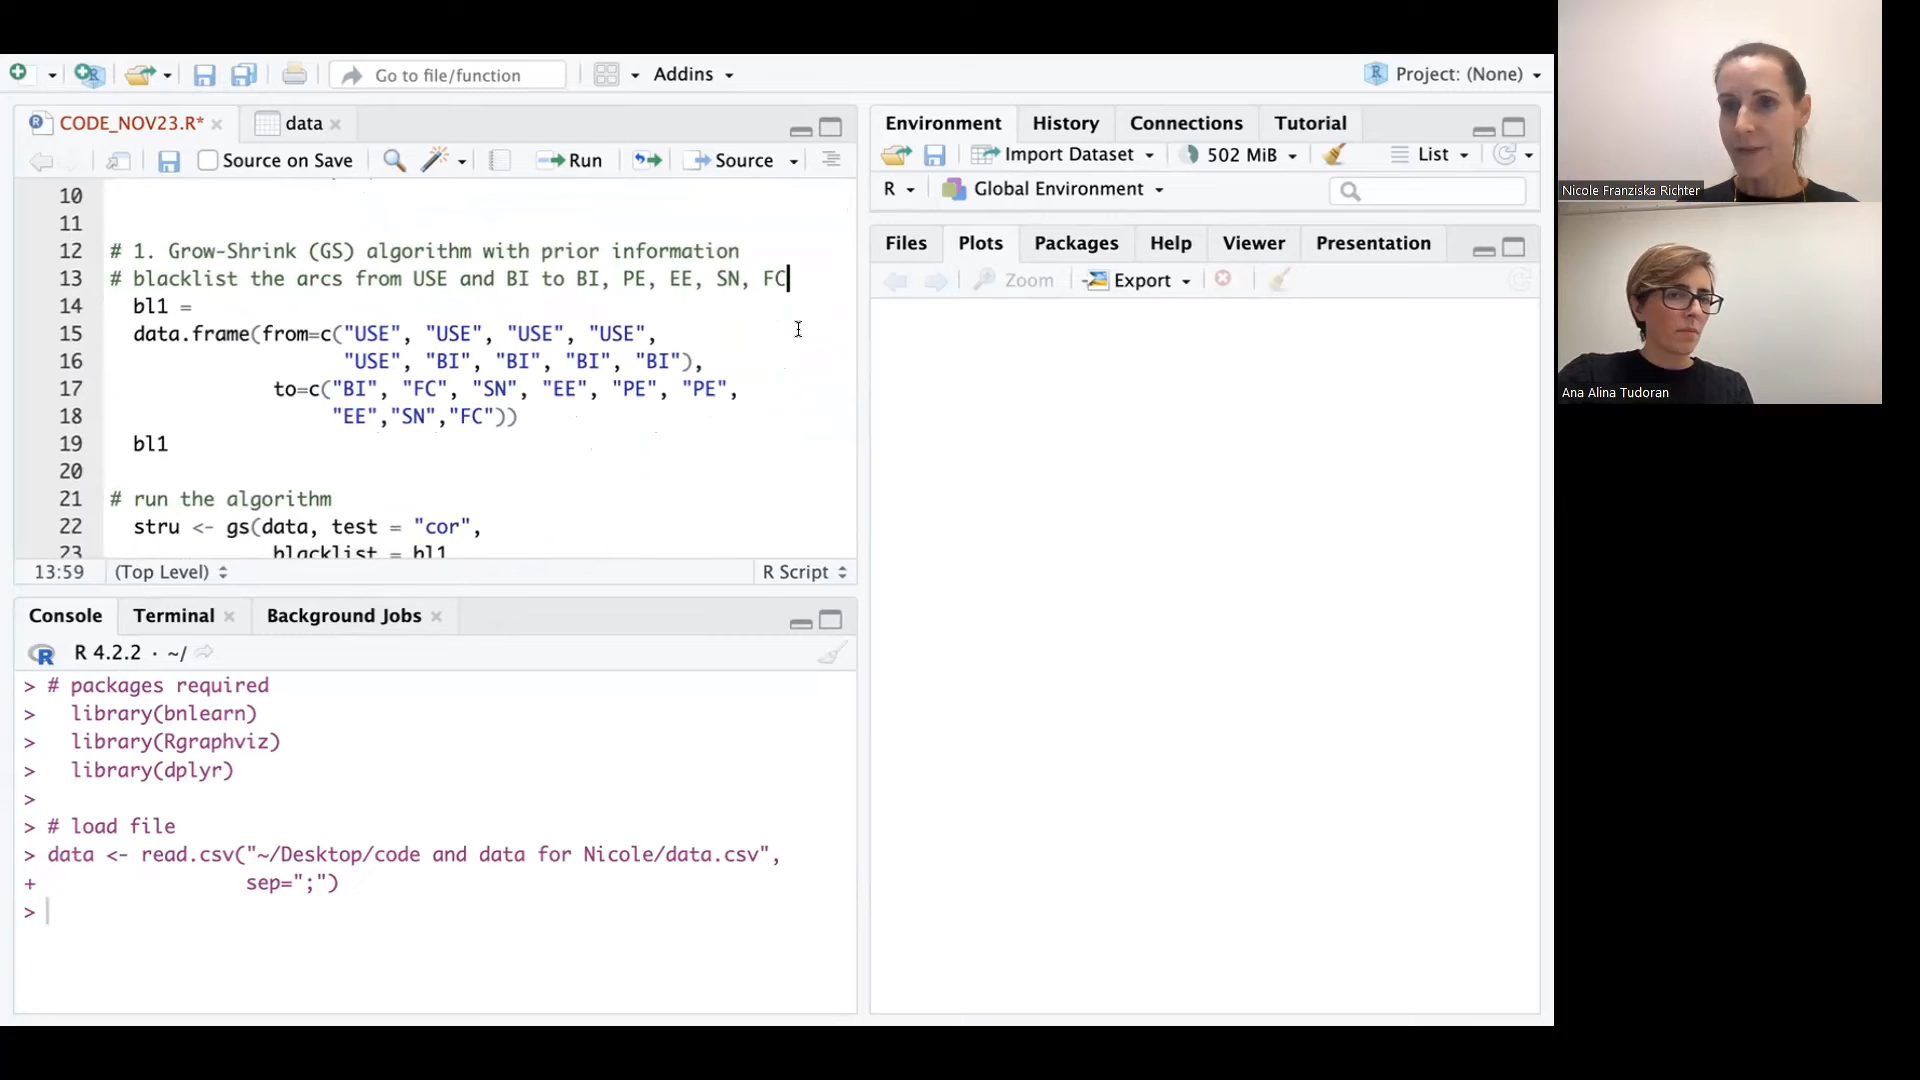 Go to file/function
Addins
Project: (None)
CODE_NOV23.R*
data
Source on Save
Run
Source
10
11
12 # 1. Grow-Shrink (GS) algorithm with prior information
13 # blacklist the arcs from USE and BI to BI, PE, EE, SN, FC
14 bl1 =
15 data.frame(from=c("USE", "USE", "USE", "USE",
16 "USE", "BI", "BI", "BI", "BI"),
17 to=c("BI", "FC", "SN", "EE", "PE", "PE",
18 "EE","SN","FC"))
19 bl1
20
21 # run the algorithm
22 stru <- gs(data, test = "cor",
23 blacklist = bl1
13:59 (Top Level) R Script
Console Terminal Background Jobs
R 4.2.2 · ~/
> # packages required
> library(bnlearn)
> library(Rgraphviz)
> library(dplyr)
>
> # load file
> data <- read.csv("~/Desktop/code and data for Nicole/data.csv",
+ sep=";")
>
Environment History Connections Tutorial
Import Dataset 502 MiB List
R Global Environment
Files Plots Packages Help Viewer Presentation
Zoom Export
Nicole Franziska Richter
Ana Alina Tudoran